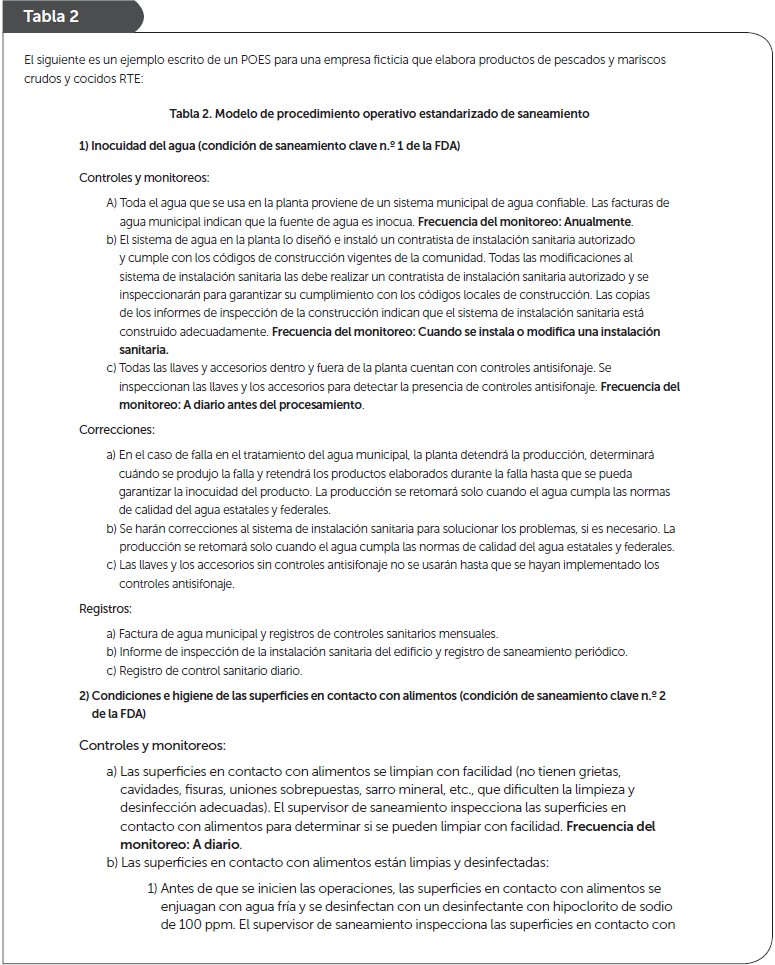 Tabla 2
El siguiente es un ejemplo escrito de un POES para una empresa ficticia que elabora productos de pescados y mariscos
crudos y cocidos RTE:
Tabla 2. Modelo de procedimiento operativo estandarizado de saneamiento
1) Inocuidad del agua (condición de saneamiento clave n.º 1 de la FDA)
Controles y monitoreos:
A) Toda el agua que se usa en la planta proviene de un sistema municipal de agua confiable. Las facturas de
agua municipal indican que la fuente de agua es inocua. Frecuencia del monitoreo: Anualmente.
b) El sistema de agua en la planta lo diseñó e instaló un contratista de instalación sanitaria autorizado
y cumple con los códigos de construcción vigentes de la comunidad. Todas las modificaciones al
sistema de instalación sanitaria las debe realizar un contratista de instalación sanitaria autorizado y se
inspeccionarán para garantizar su cumplimiento con los códigos locales de construcción. Las copias
de los informes de inspección de la construcción indican que el sistema de instalación sanitaria está
construido adecuadamente. Frecuencia del monitoreo: Cuando se instala o modifica una instalación
sanitaria.
c) Todas las llaves y accesorios dentro y fuera de la planta cuentan con controles antisifonaje. Se
inspeccionan las llaves y los accesorios para detectar la presencia de controles antisifonaje. Frecuencia del
monitoreo: A diario antes del procesamiento.
Correcciones:
a) En el caso de falla en el tratamiento del agua municipal, la planta detendrá la producción, determinará
cuándo se produjo la falla y retendrá los productos elaborados durante la falla hasta que se pueda
garantizar la inocuidad del producto. La producción se retomará solo cuando el agua cumpla las normas
de calidad del agua estatales y federales.
b) Se harán correcciones al sistema de instalación sanitaria para solucionar los problemas, si es necesario. La
producción se retomará solo cuando el agua cumpla las normas de calidad del agua estatales y federales.
c) Las llaves y los accesorios sin controles antisifonaje no se usarán hasta que se hayan implementado los
controles antisifonaje.
Registros:
a) Factura de agua municipal y registros de controles sanitarios mensuales.
b) Informe de inspección de la instalación sanitaria del edificio y registro de saneamiento periódico.
c) Registro de control sanitario diario.
2) Condiciones e higiene de las superficies en contacto con alimentos (condición de saneamiento clave n.º 2
de la FDA)
Controles y monitoreos:
a) Las superficies en contacto con alimentos se limpian con facilidad (no tienen grietas,
cavidades, fisuras, uniones sobrepuestas, sarro mineral, etc., que dificulten la limpieza y
desinfección adecuadas). El supervisor de saneamiento inspecciona las superficies en
contacto con alimentos para determinar si se pueden limpiar con facilidad. Frecuencia del
monitoreo: A diario.
b) Las superficies en contacto con alimentos están limpias y desinfectadas:
1) Antes de que se inicien las operaciones, las superficies en contacto con alimentos se
enjuagan con agua fría y se desinfectan con un desinfectante con hipoclorito de sodio
de 100 ppm. El supervisor de saneamiento inspecciona las superficies en contacto con